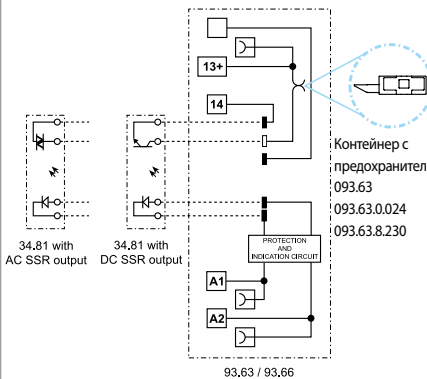 13+
14
Контейнер с
предохранител
093.63
093.63.0.024
093.63.8.230
34.81 with
AC SSR output
34.81 with
DC SSR output
PROTECTION
AND
INDICATION CIRCUIT
A1
A2
93.63 / 93.66